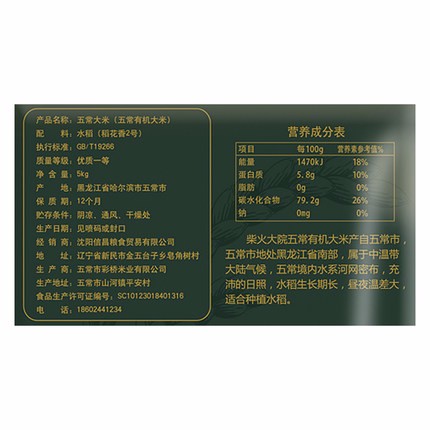 产品名称：五常大米（五常有机大米）
配 料：水稻（稻花香2号）
执行标准：GB/T19266
质量等级：优质一等
净 含 量：5kg
产 地：黑龙江省哈尔滨市五常市
保 质 期：12个月
贮存条件：阴凉、通风、干燥处
生产日期：见喷码或封口
经 销 商：沈阳信昌粮食贸易有限公司
地 址：辽宁省新民市金五台子乡皂角树村
生 产 商：五常市彩桥米业有限公司
生产地址：五常市山河镇平安村
食品生产许可证编号：SC10123018401316
电 话：18602441234
营养成分表
项目 每100g 营养素参考值%
能量 1470kJ 18%
蛋白质 5.8g 10%
脂肪 0g 0%
碳水化合物 79.2g 26%
钠 0mg 0%
柴火大院五常有机大米产自五常市，
五常市地处黑龙江省南部，属于中温带
大陆气候，五常境内水系河网密布，充
沛的日照，水稻生长期长，昼夜温差大，
适合种植水稻。